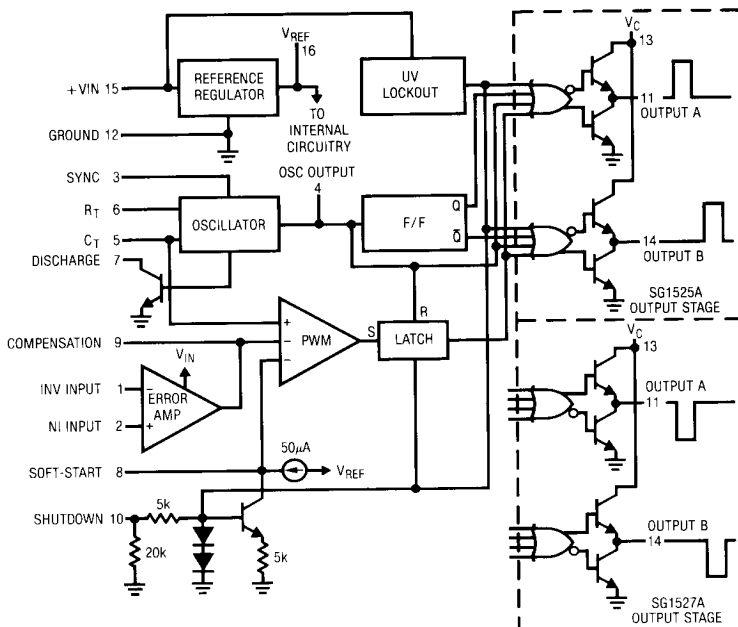 +VIN 15
REFERENCE
REGULATOR
VREF
16
TO
INTERNAL
CIRCUITRY
UV
LOCKOUT
GROUND 12
SYNC 3
RT 6
CT 5
DISCHARGE 7
OSCILLATOR
OSC OUTPUT
4
F/F
Q
Q̅
VC
13
11
OUTPUT A
14
OUTPUT B
SG1525A
OUTPUT STAGE
COMPENSATION 9
+
−
−
PWM
S
R
LATCH
VIN
INV INPUT 1
NI INPUT 2
−
+
ERROR
AMP
SOFT-START 8
50μA
VREF
SHUTDOWN 10
5k
20k
5k
VC
13
OUTPUT A
11
OUTPUT B
14
SG1527A
OUTPUT STAGE